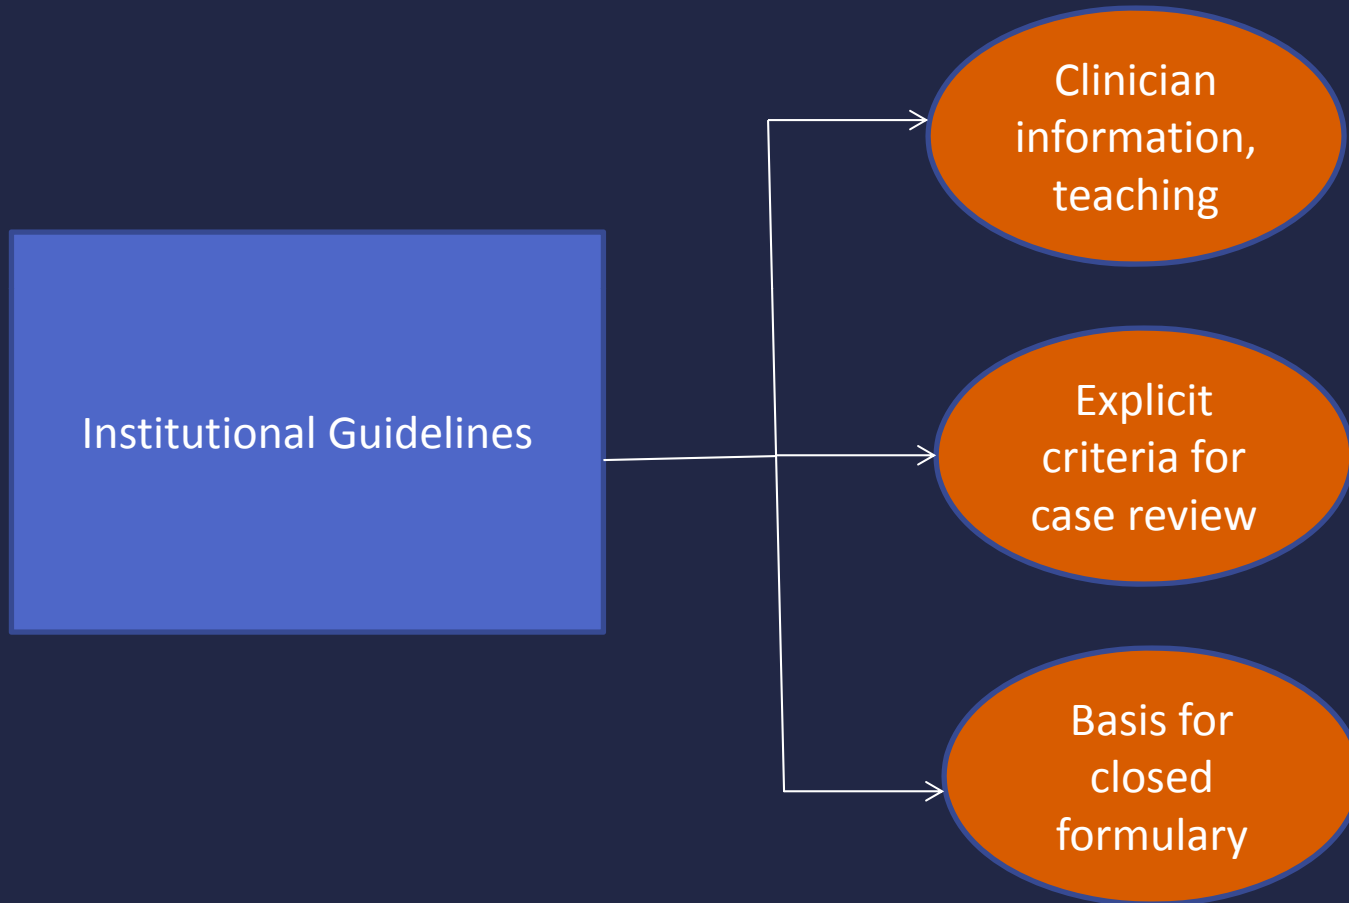 Institutional Guidelines
Clinician
information,
teaching
Explicit
criteria for
case review
Basis for
closed
formulary